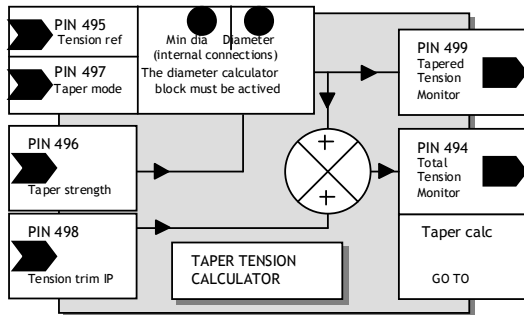 PIN 495
Tension ref
PIN 497
Taper mode
Min dia Diameter
(internal connections)
The diameter calculator
block must be actived
PIN 496
Taper strength
PIN 498
Tension trim IP
+
+
TAPER TENSION
CALCULATOR
PIN 499
Tapered
Tension
Monitor
PIN 494
Total
Tension
Monitor
Taper calc
GO TO